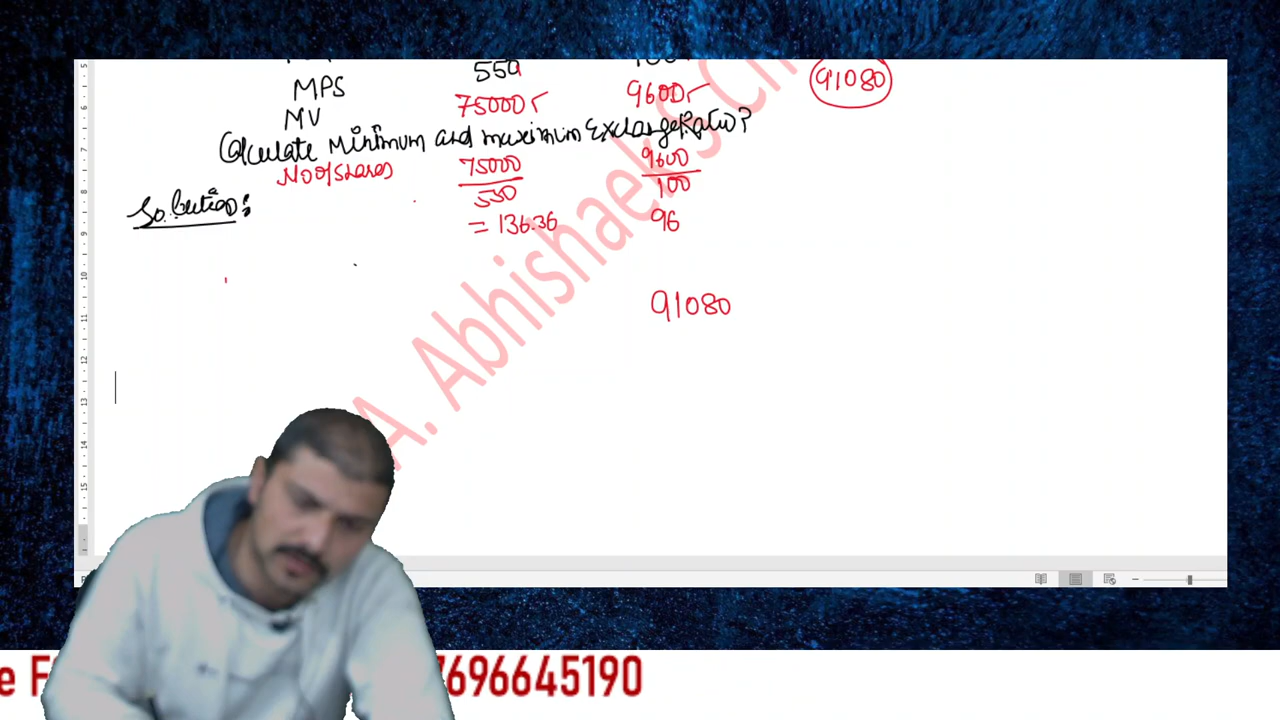 550
MPS
MV 75000 9600 91080
Calculate Minimum and maximum Exchange Ratio?
No of shares 75000 9600
550 100
Solution:
= 136.36 96
91080
A. Abhishaek S
7696645190